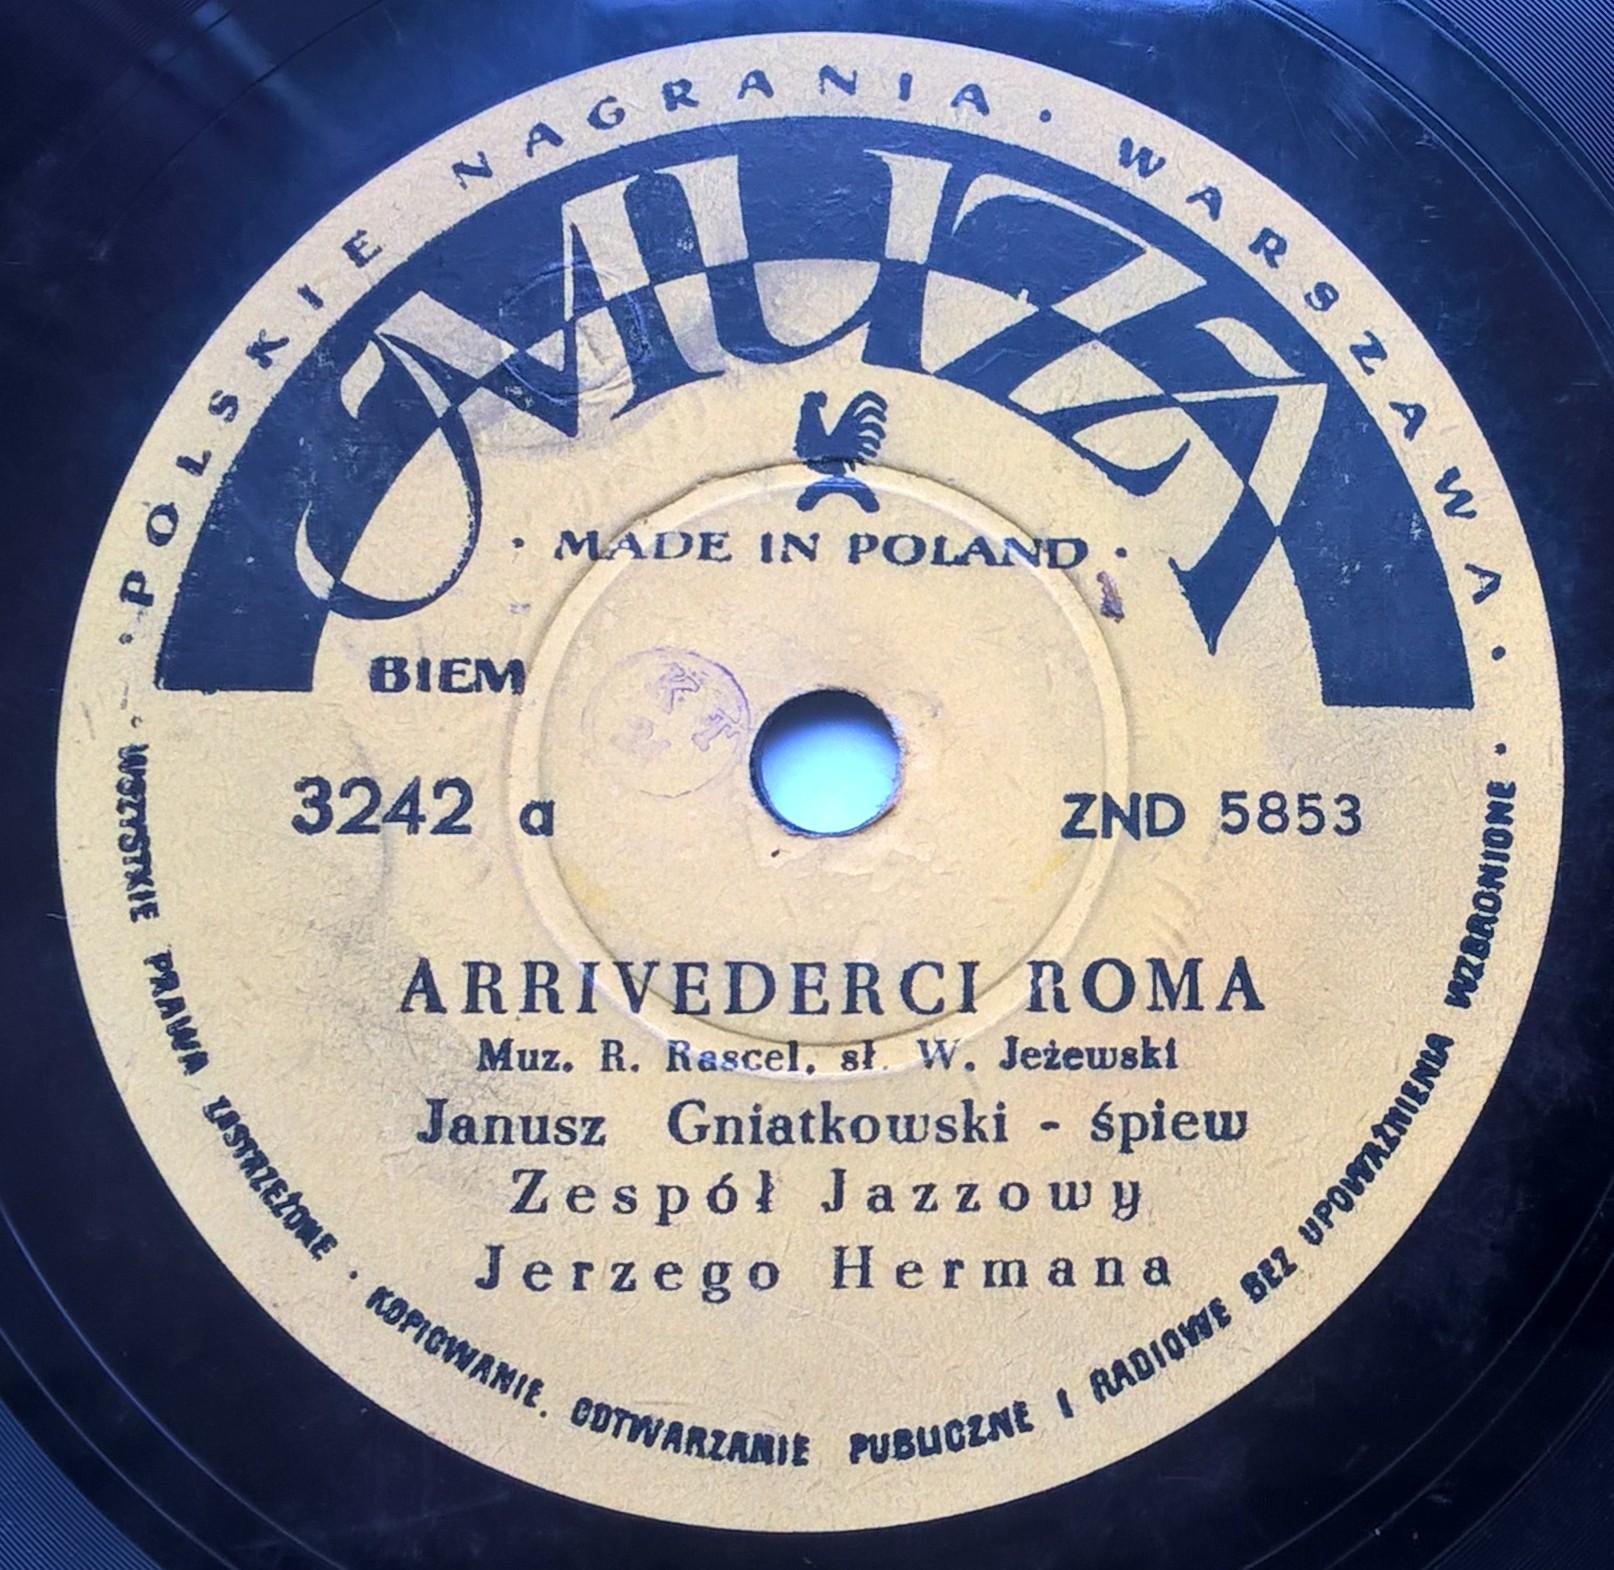 POLSKIE NAGRANIA · WARSZAWA ·
MUZA
· MADE IN POLAND ·
BIEM
3242 a
ZND 5853
ARRIVEDERCI ROMA
Muz. R. Rascel, sł. W. Jeżewski
Janusz Gniatkowski - śpiew
Zespół Jazzowy
Jerzego Hermana
· WSZYSTKIE PRAWA ZASTRZEŻONE · KOPIOWANIE, ODTWARZANIE PUBLICZNE I RADIOWE BEZ UPOWAŻNIENIA WZBRONIONE ·